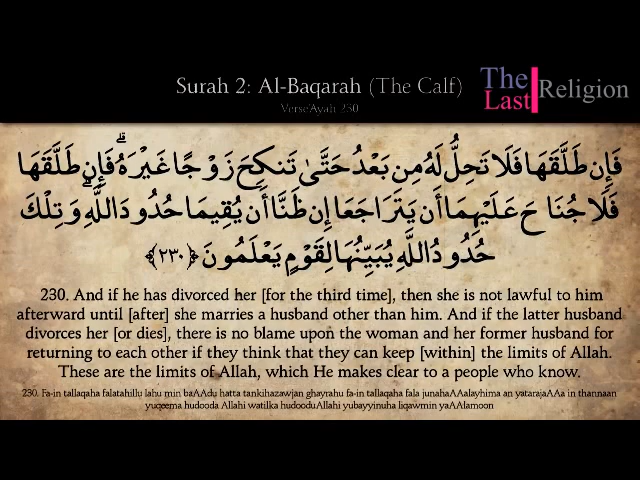 Surah 2: Al-Baqarah (The Calf)
Verse/Ayah 230
The
Last
Religion
فَإِن طَلَّقَهَا فَلَا تَحِلُّ لَهُ مِن بَعْدُ حَتَّىٰ تَنكِحَ زَوْجًا غَيْرَهُ ۗ فَإِن طَلَّقَهَا
فَلَا جُنَاحَ عَلَيْهِمَا أَن يَتَرَاجَعَا إِن ظَنَّا أَن يُقِيمَا حُدُودَ اللَّهِ ۗ وَتِلْكَ
حُدُودُ اللَّهِ يُبَيِّنُهَا لِقَوْمٍ يَعْلَمُونَ ﴿٢٣٠﴾
230. And if he has divorced her [for the third time], then she is not lawful to him
afterward until [after] she marries a husband other than him. And if the latter husband
divorces her [or dies], there is no blame upon the woman and her former husband for
returning to each other if they think that they can keep [within] the limits of Allah.
These are the limits of Allah, which He makes clear to a people who know.
230. Fa-in tallaqaha falatahillu lahu min baAAdu hatta tankihazawjan ghayrahu fa-in tallaqaha fala junahaAAalayhima an yatarajaAAa in thannaan
yuqeema hudooda Allahi watilka hudooduAllahi yubayyinuha liqawmin yaAAlamoon